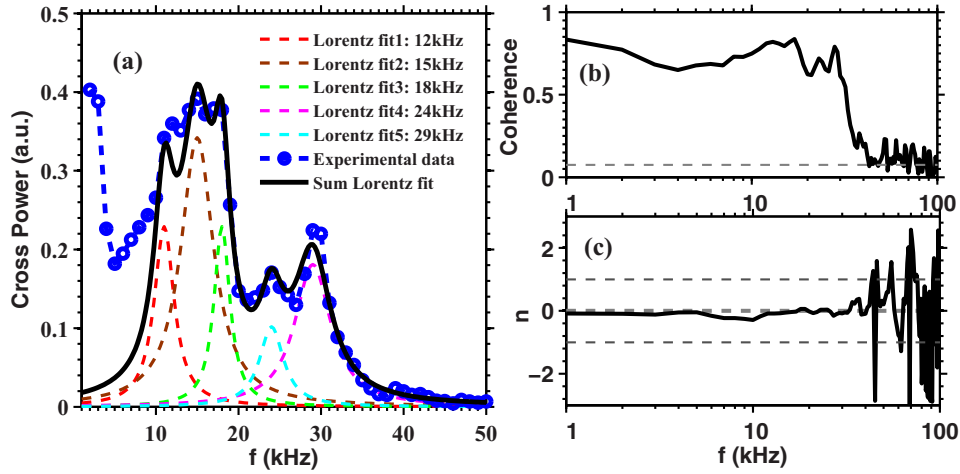 0.5
0.4
0.3
0.2
0.1
0
Cross Power (a.u.)
(a)
Lorentz fit1: 12kHz
Lorentz fit2: 15kHz
Lorentz fit3: 18kHz
Lorentz fit4: 24kHz
Lorentz fit5: 29kHz
Experimental data
Sum Lorentz fit
10 20 30 40 50
f (kHz)
1
0.5
0
Coherence
(b)
1 10 100
2
0
−2
n
(c)
1 10 100
f (kHz)